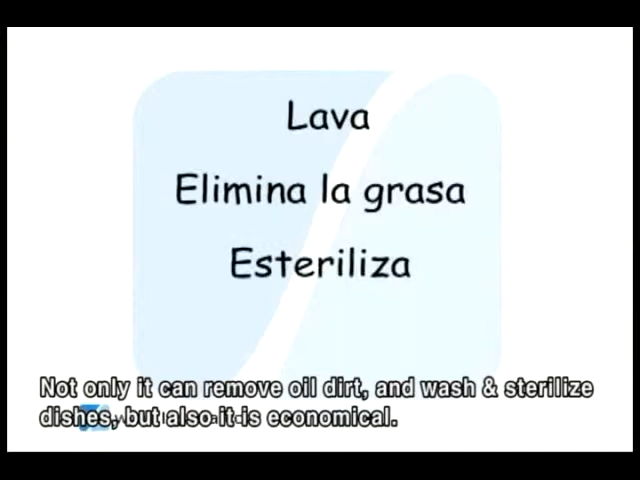 Lava
Elimina la grasa
Esteriliza
Not only it can remove oil dirt, and wash & sterilize
dishes, but also it is economical.